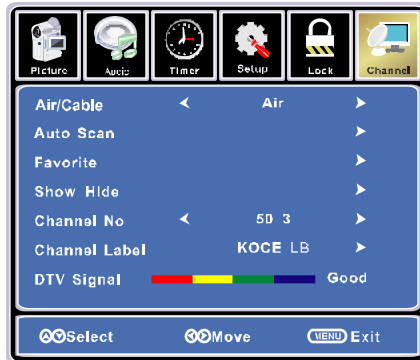 Picture Audio Timer Setup Lock Channel
Air/Cable Air
Auto Scan
Favorite
Show Hide
Channel No 50 3
Channel Label KOCE LB
DTV Signal Good
Select Move MENU Exit